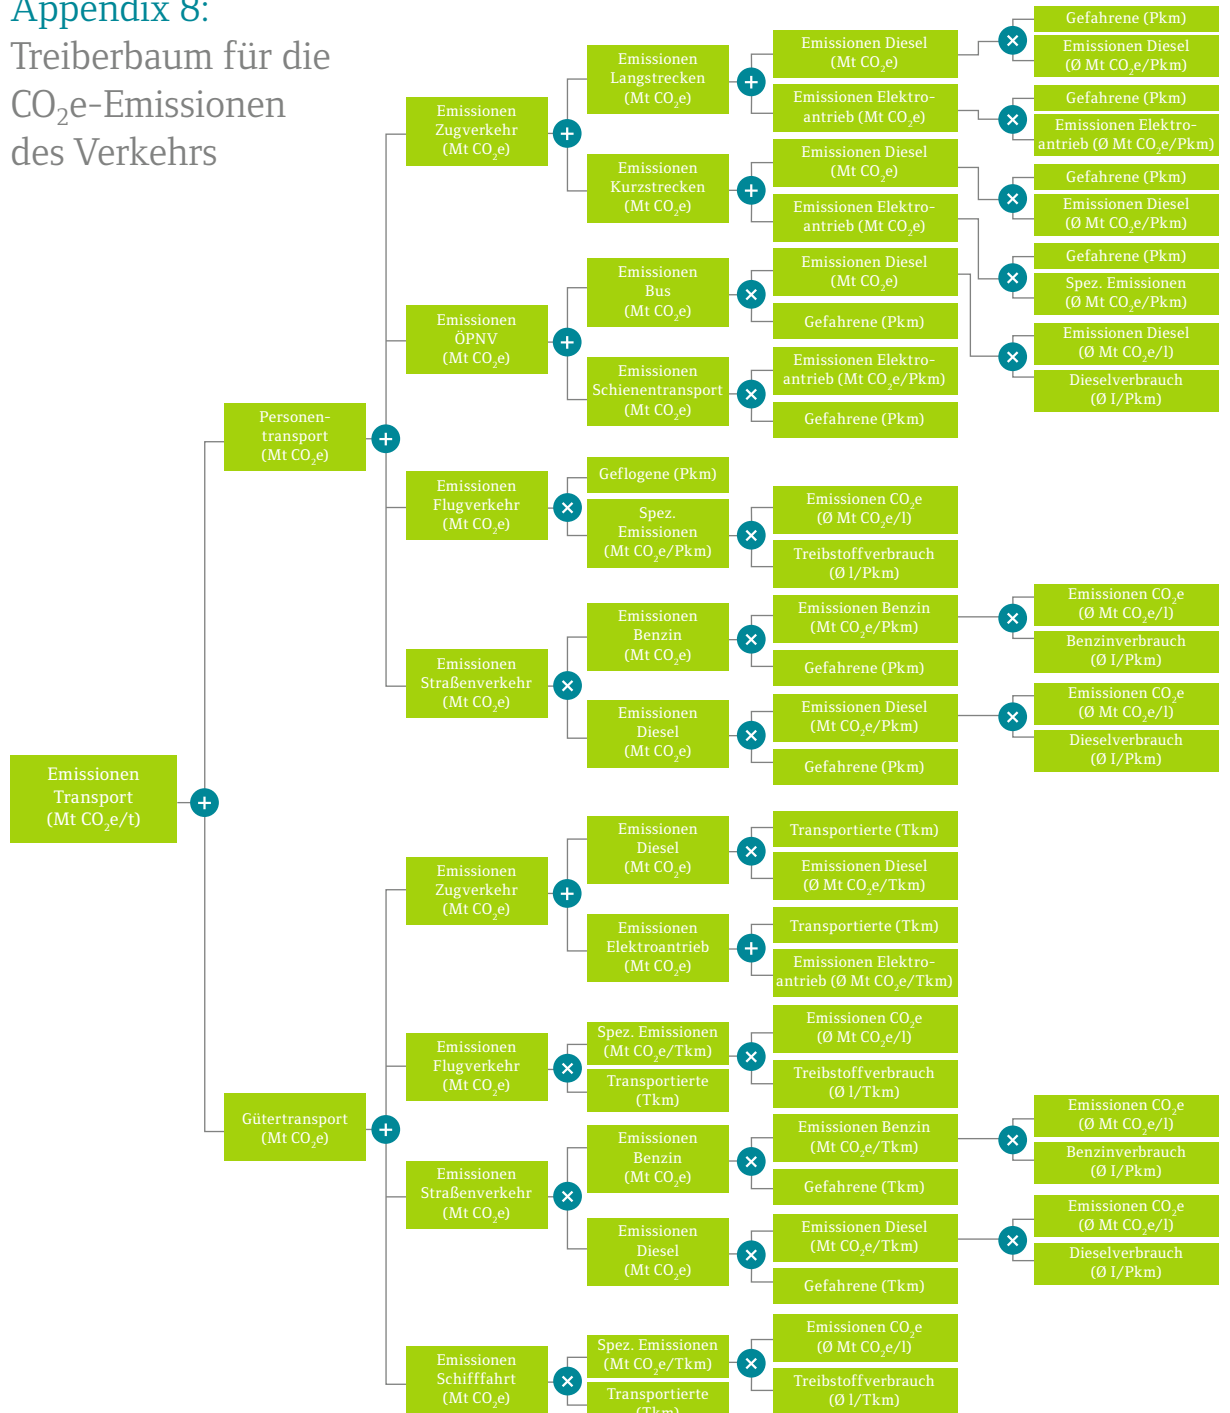 Appendix 8:
Treiberbaum für die
CO₂e-Emissionen
des Verkehrs
Emissionen
Transport
(Mt CO₂e/t)
+
Personen-
transport
(Mt CO₂e)
+
Emissionen
Zugverkehr
(Mt CO₂e)
+
Emissionen
Langstrecken
(Mt CO₂e)
+
Emissionen Diesel
(Mt CO₂e)
×
Gefahrene (Pkm)
Emissionen Diesel
(Ø Mt CO₂e/Pkm)
Emissionen Elektro-
antrieb (Mt CO₂e)
×
Gefahrene (Pkm)
Emissionen Elektro-
antrieb (Ø Mt CO₂e/Pkm)
Emissionen
Kurzstrecken
(Mt CO₂e)
+
Emissionen Diesel
(Mt CO₂e)
×
Gefahrene (Pkm)
Emissionen Diesel
(Ø Mt CO₂e/Pkm)
Emissionen Elektro-
antrieb (Mt CO₂e)
×
Gefahrene (Pkm)
Spez. Emissionen
(Ø Mt CO₂e/Pkm)
Emissionen
ÖPNV
(Mt CO₂e)
+
Emissionen
Bus
(Mt CO₂e)
×
Emissionen Diesel
(Mt CO₂e)
×
Emissionen Diesel
(Ø Mt CO₂e/l)
Dieselverbrauch
(Ø I/Pkm)
Gefahrene (Pkm)
Emissionen
Schienentransport
(Mt CO₂e)
×
Emissionen Elektro-
antrieb (Mt CO₂e/Pkm)
Gefahrene (Pkm)
Emissionen
Flugverkehr
(Mt CO₂e)
×
Geflogene (Pkm)
Spez.
Emissionen
(Mt CO₂e/Pkm)
×
Emissionen CO₂e
(Ø Mt CO₂e/l)
Treibstoffverbrauch
(Ø l/Pkm)
Emissionen
Straßenverkehr
(Mt CO₂e)
×
Emissionen
Benzin
(Mt CO₂e)
×
Emissionen Benzin
(Mt CO₂e/Pkm)
×
Emissionen CO₂e
(Ø Mt CO₂e/l)
Benzinverbrauch
(Ø I/Pkm)
Gefahrene (Pkm)
Emissionen
Diesel
(Mt CO₂e)
×
Emissionen Diesel
(Mt CO₂e/Pkm)
×
Emissionen CO₂e
(Ø Mt CO₂e/l)
Dieselverbrauch
(Ø I/Pkm)
Gefahrene (Pkm)
Gütertransport
(Mt CO₂e)
+
Emissionen
Zugverkehr
(Mt CO₂e)
+
Emissionen
Diesel
(Mt CO₂e)
×
Transportierte (Tkm)
Emissionen Diesel
(Ø Mt CO₂e/Tkm)
Emissionen
Elektroantrieb
(Mt CO₂e)
+
Transportierte (Tkm)
Emissionen Elektro-
antrieb (Ø Mt CO₂e/Tkm)
Emissionen
Flugverkehr
(Mt CO₂e)
×
Spez. Emissionen
(Mt CO₂e/Tkm)
×
Emissionen CO₂e
(Ø Mt CO₂e/l)
Treibstoffverbrauch
(Ø l/Tkm)
Transportierte
(Tkm)
Emissionen
Straßenverkehr
(Mt CO₂e)
×
Emissionen
Benzin
(Mt CO₂e)
×
Emissionen Benzin
(Mt CO₂e/Tkm)
×
Emissionen CO₂e
(Ø Mt CO₂e/l)
Benzinverbrauch
(Ø I/Pkm)
Gefahrene (Tkm)
Emissionen
Diesel
(Mt CO₂e)
×
Emissionen Diesel
(Mt CO₂e/Tkm)
×
Emissionen CO₂e
(Ø Mt CO₂e/l)
Dieselverbrauch
(Ø I/Pkm)
Gefahrene (Tkm)
Emissionen
Schifffahrt
(Mt CO₂e)
×
Spez. Emissionen
(Mt CO₂e/Tkm)
×
Emissionen CO₂e
(Ø Mt CO₂e/l)
Treibstoffverbrauch
(Ø l/Tkm)
Transportierte
(Tkm)